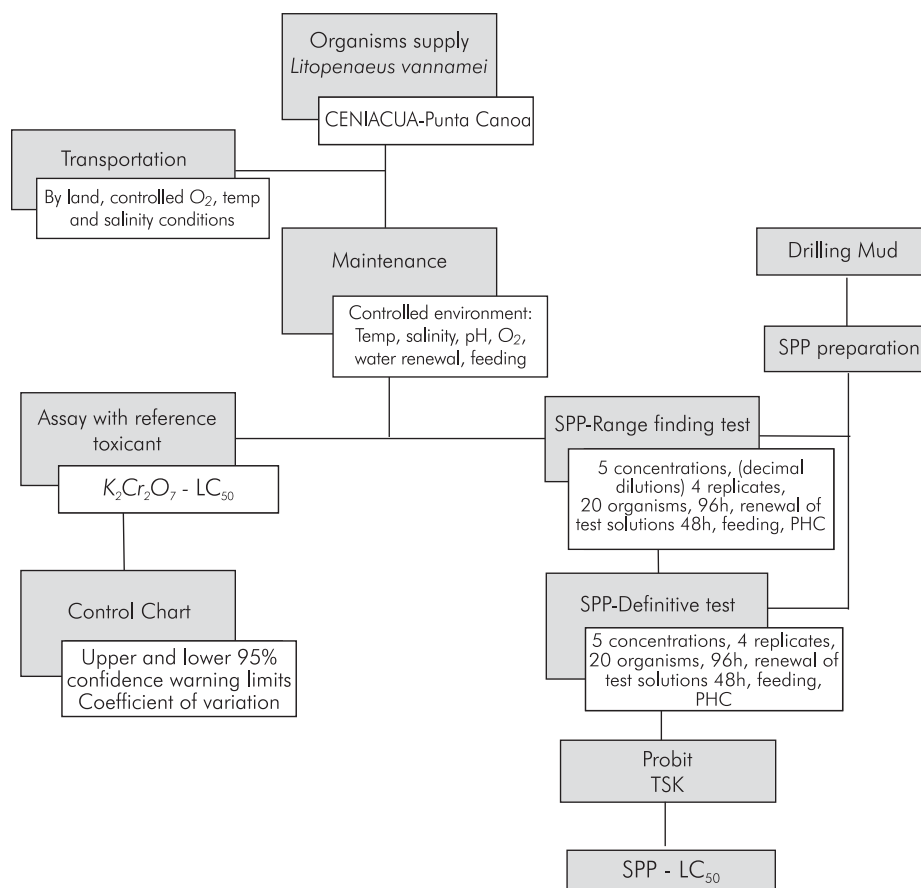 Organisms supply
Litopenaeus vannamei
CENIACUA-Punta Canoa
Transportation
By land, controlled O₂, temp
and salinity conditions
Maintenance
Controlled environment:
Temp, salinity, pH, O₂,
water renewal, feeding
Drilling Mud
SPP preparation
Assay with reference
toxicant
K₂Cr₂O₇ - LC₅₀
Control Chart
Upper and lower 95%
confidence warning limits
Coefficient of variation
SPP-Range finding test
5 concentrations, (decimal
dilutions) 4 replicates,
20 organisms, 96h, renewal of
test solutions 48h, feeding, PHC
SPP-Definitive test
5 concentrations, 4 replicates,
20 organisms, 96h, renewal of
test solutions 48h, feeding,
PHC
Probit
TSK
SPP - LC₅₀